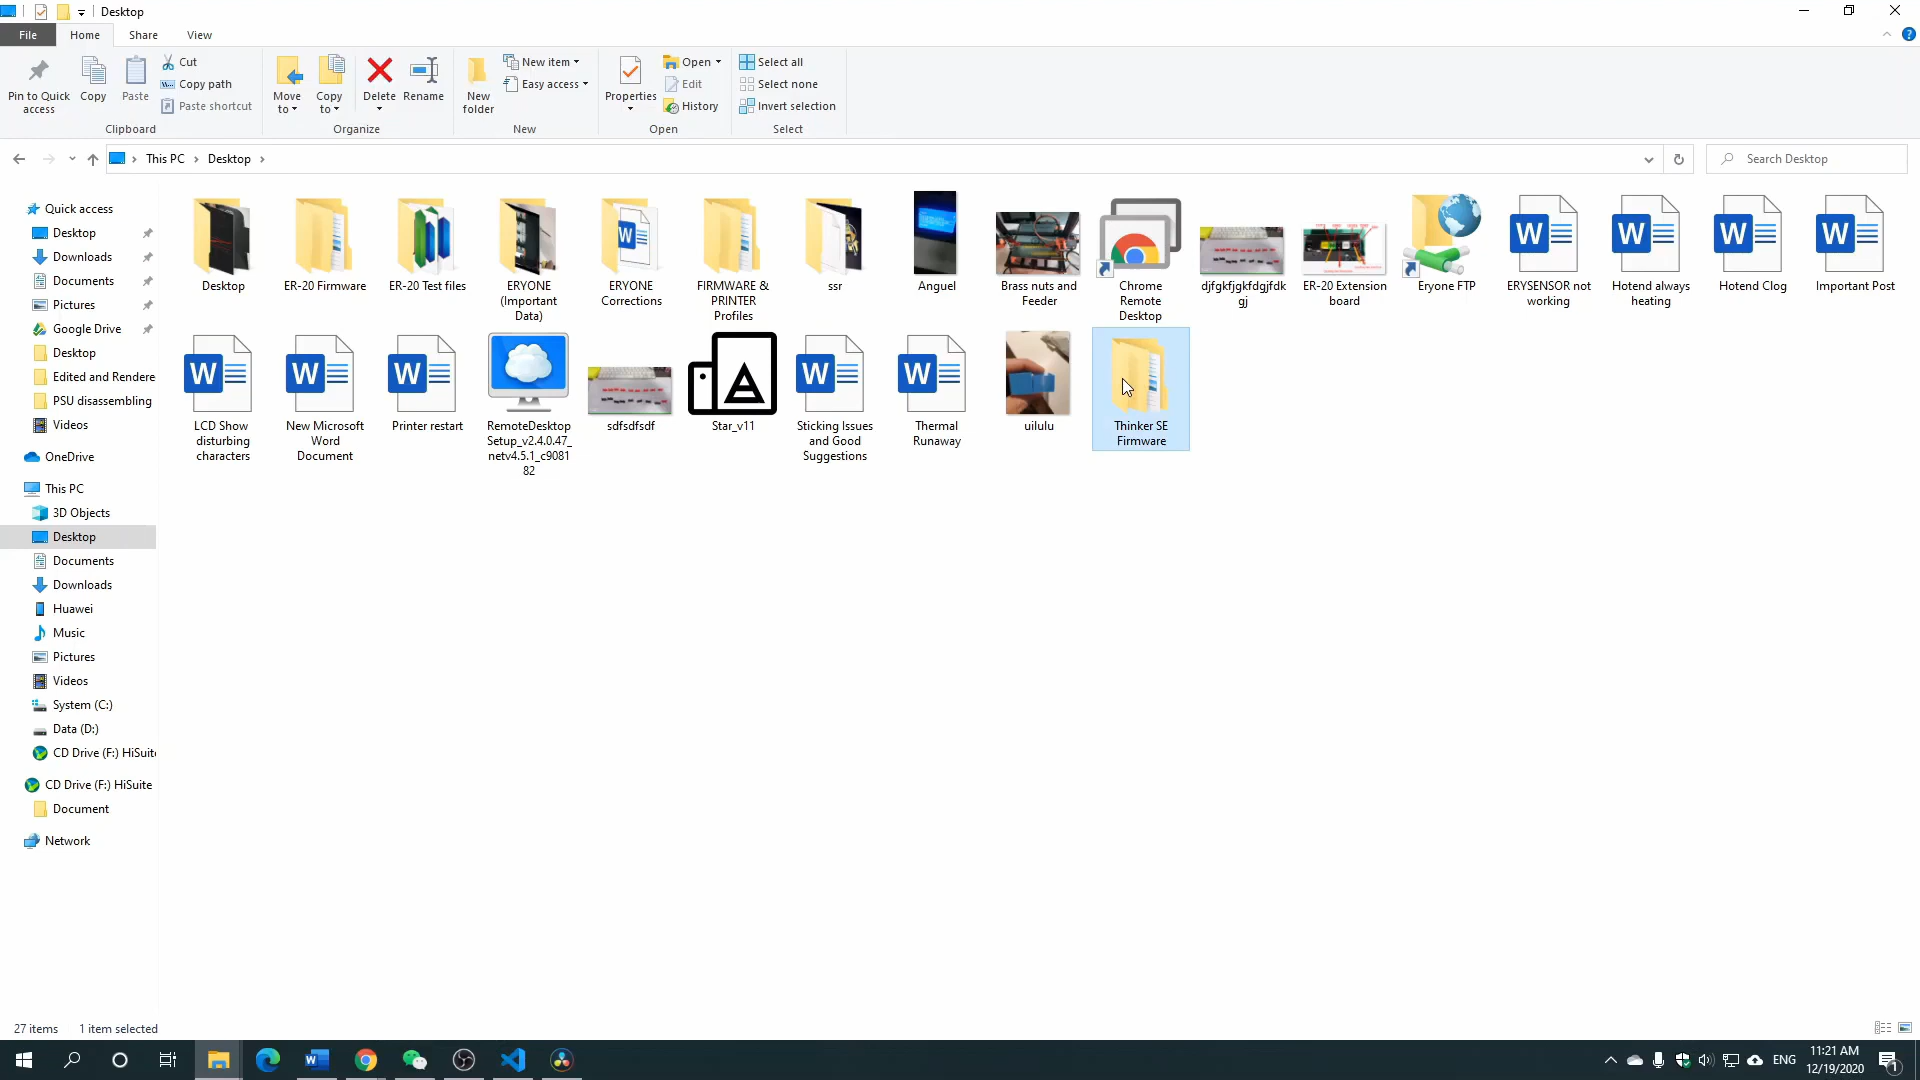 Desktop
File
Home
Share
View
Pin to Quick
access
Copy
Paste
Cut
Copy path
Paste shortcut
Clipboard
Move
to
Copy
to
Delete
Rename
Organize
New
folder
New item
Easy access
New
Properties
Open
Edit
History
Open
Select all
Select none
Invert selection
Select
This PC
Desktop
Search Desktop
Quick access
Desktop
Downloads
Documents
Pictures
Google Drive
Desktop
Edited and Rendere
PSU disassembling
Videos
OneDrive
This PC
3D Objects
Desktop
Documents
Downloads
Huawei
Music
Pictures
Videos
System (C:)
Data (D:)
CD Drive (F:) HiSuite
CD Drive (F:) HiSuite
Document
Network
Desktop
ER-20 Firmware
ER-20 Test files
ERYONE
(Important
Data)
ERYONE
Corrections
FIRMWARE &
PRINTER
Profiles
ssr
Anguel
Brass nuts and
Feeder
Chrome
Remote
Desktop
djfgkfjgkfdgjfdk
gj
ER-20 Extension
board
Eryone FTP
ERYSENSOR not
working
Hotend always
heating
Hotend Clog
Important Post
LCD Show
disturbing
characters
New Microsoft
Word
Document
Printer restart
RemoteDesktop
Setup_v2.4.0.47_
netv4.5.1_c9081
82
sdfsdfsdf
Star_v11
Sticking Issues
and Good
Suggestions
Thermal
Runaway
uilulu
Thinker SE
Firmware
27 items
1 item selected
ENG
11:21 AM
12/19/2020
1